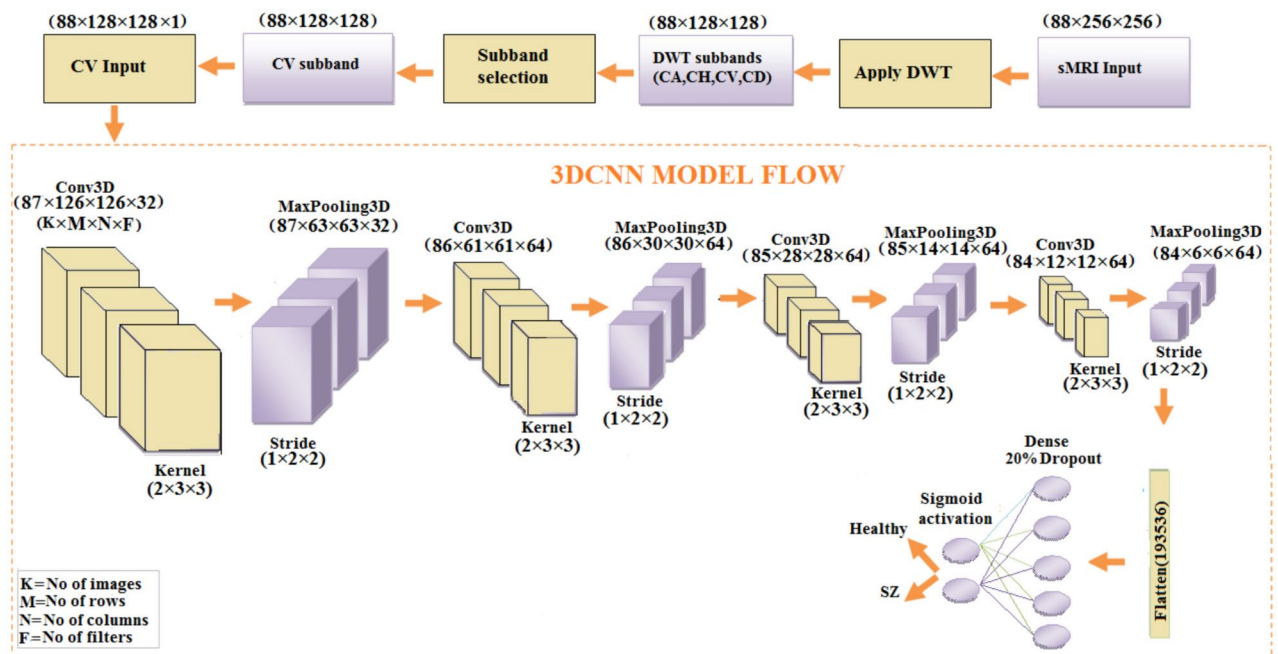 (88×128×128×1)
CV Input
(88×128×128)
CV subband
Subband
selection
(88×128×128)
DWT subbands
(CA,CH,CV,CD)
Apply DWT
(88×256×256)
sMRI Input
3DCNN MODEL FLOW
Conv3D
(87×126×126×32)
(K×M×N×F)
Kernel
(2×3×3)
MaxPooling3D
(87×63×63×32)
Stride
(1×2×2)
Conv3D
(86×61×61×64)
Kernel
(2×3×3)
MaxPooling3D
(86×30×30×64)
Stride
(1×2×2)
Conv3D
(85×28×28×64)
Kernel
(2×3×3)
MaxPooling3D
(85×14×14×64)
Stride
(1×2×2)
Conv3D
(84×12×12×64)
Kernel
(2×3×3)
MaxPooling3D
(84×6×6×64)
Stride
(1×2×2)
Flatten(193536)
Dense
20% Dropout
Sigmoid
activation
Healthy
SZ
K=No of images
M=No of rows
N=No of columns
F=No of filters